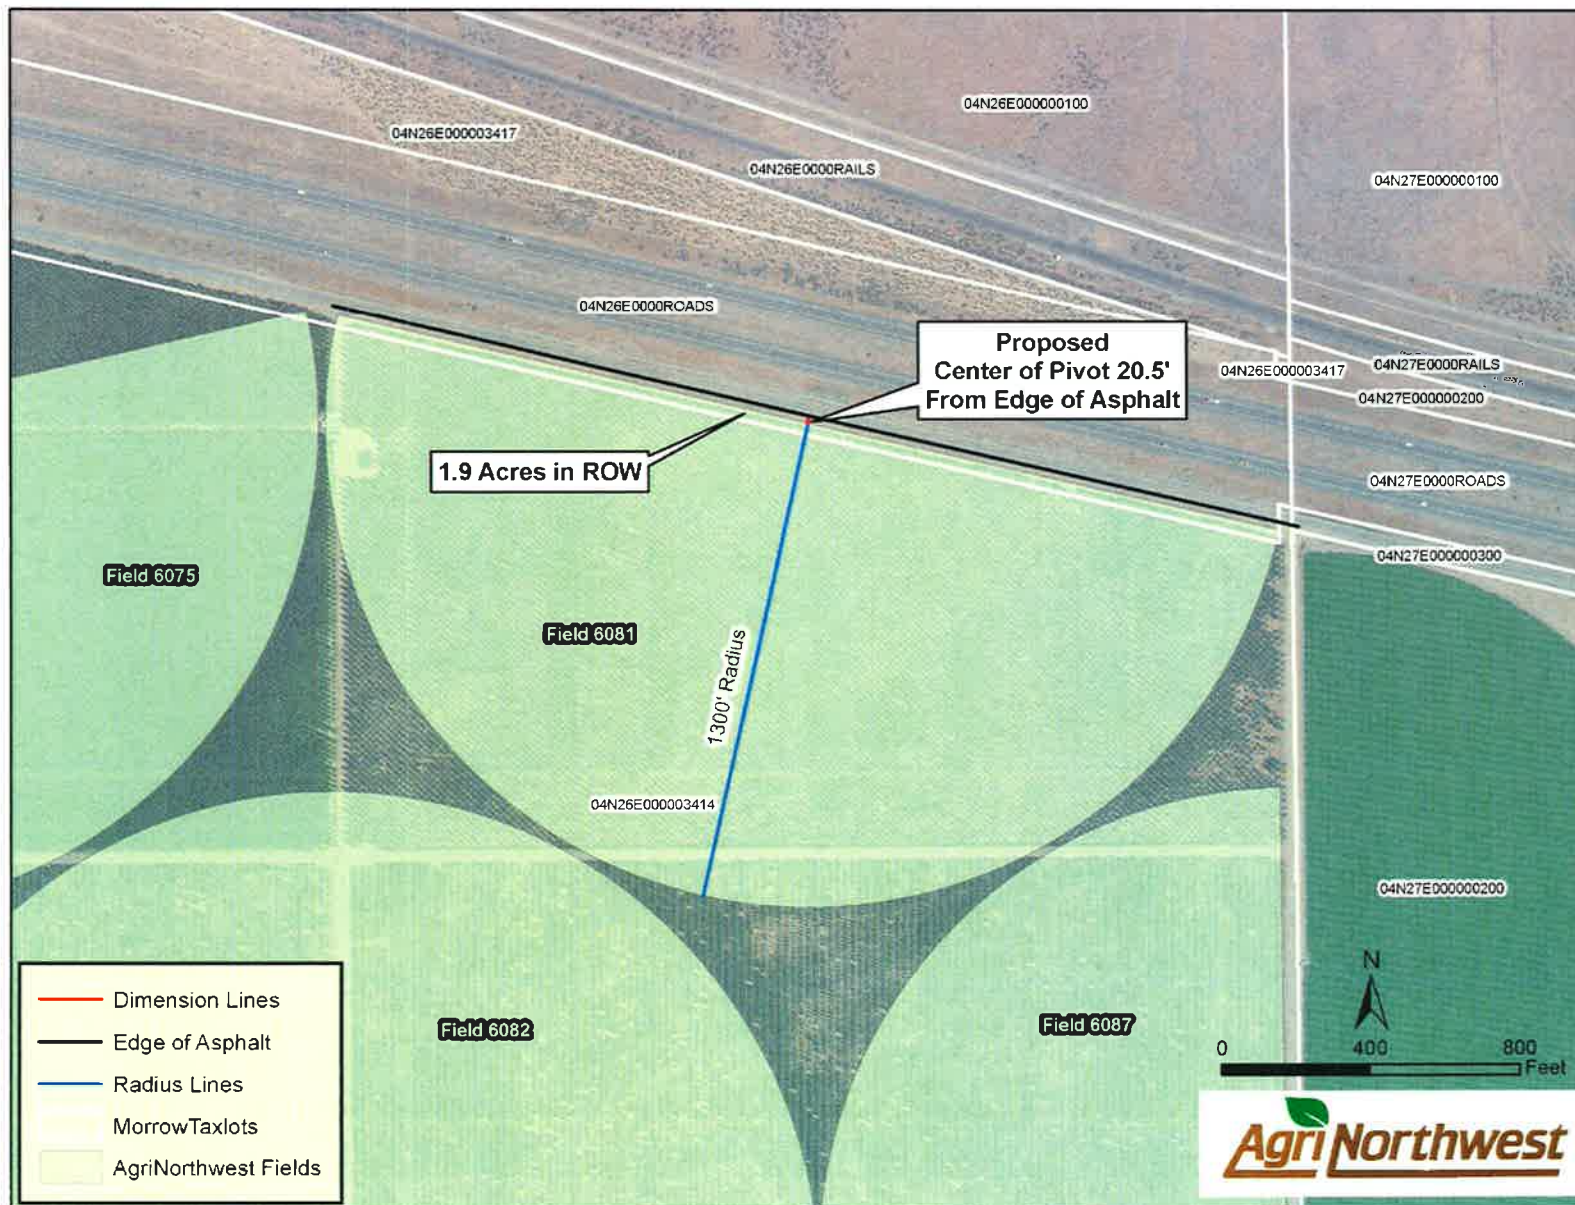 04N26E000000100
04N26E000003417
04N26E0000RAILS
04N27E000000100
04N26E0000ROADS
Proposed
Center of Pivot 20.5'
From Edge of Asphalt
04N26E000003417
04N27E0000RAILS
04N27E000000200
1.9 Acres in ROW
04N27E0000ROADS
04N27E000000300
Field 6075
Field 6081
1300' Radius
04N26E000003414
04N27E000000200
N
Field 6082
Field 6087
0 400 800
Feet
Dimension Lines
Edge of Asphalt
Radius Lines
MorrowTaxlots
AgriNorthwest Fields
AgriNorthwest